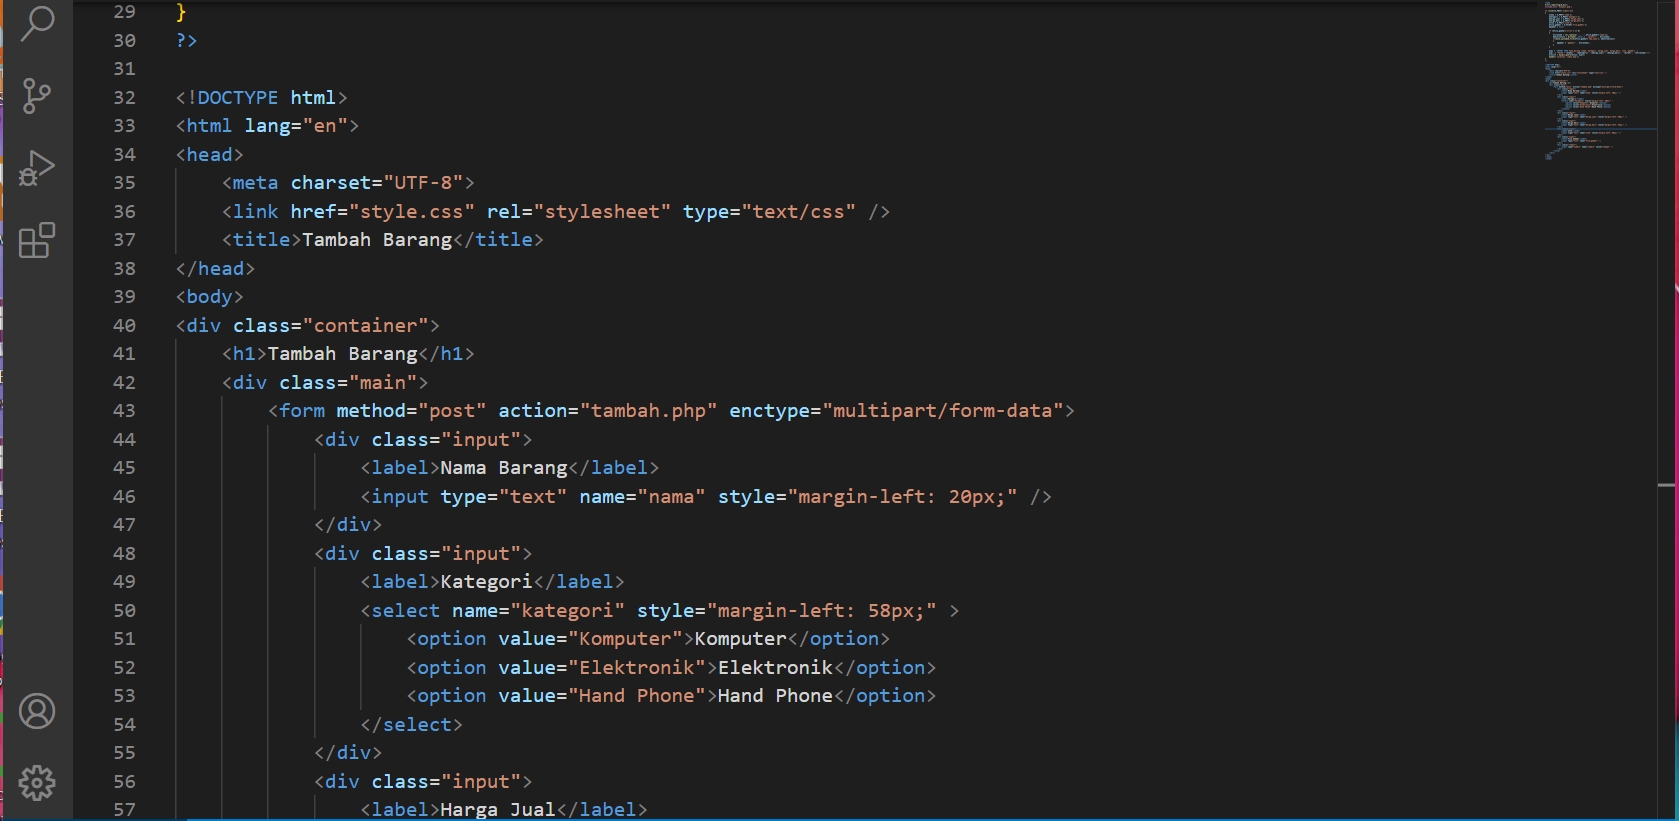 29 }
30 ?>
31
32 <!DOCTYPE html>
33 <html lang="en">
34 <head>
35     <meta charset="UTF-8">
36     <link href="style.css" rel="stylesheet" type="text/css" />
37     <title>Tambah Barang</title>
38 </head>
39 <body>
40 <div class="container">
41     <h1>Tambah Barang</h1>
42     <div class="main">
43         <form method="post" action="tambah.php" enctype="multipart/form-data">
44             <div class="input">
45                 <label>Nama Barang</label>
46                 <input type="text" name="nama" style="margin-left: 20px;" />
47             </div>
48             <div class="input">
49                 <label>Kategori</label>
50                 <select name="kategori" style="margin-left: 58px;" >
51                     <option value="Komputer">Komputer</option>
52                     <option value="Elektronik">Elektronik</option>
53                     <option value="Hand Phone">Hand Phone</option>
54                 </select>
55             </div>
56             <div class="input">
57                 <label>Harga Jual</label>